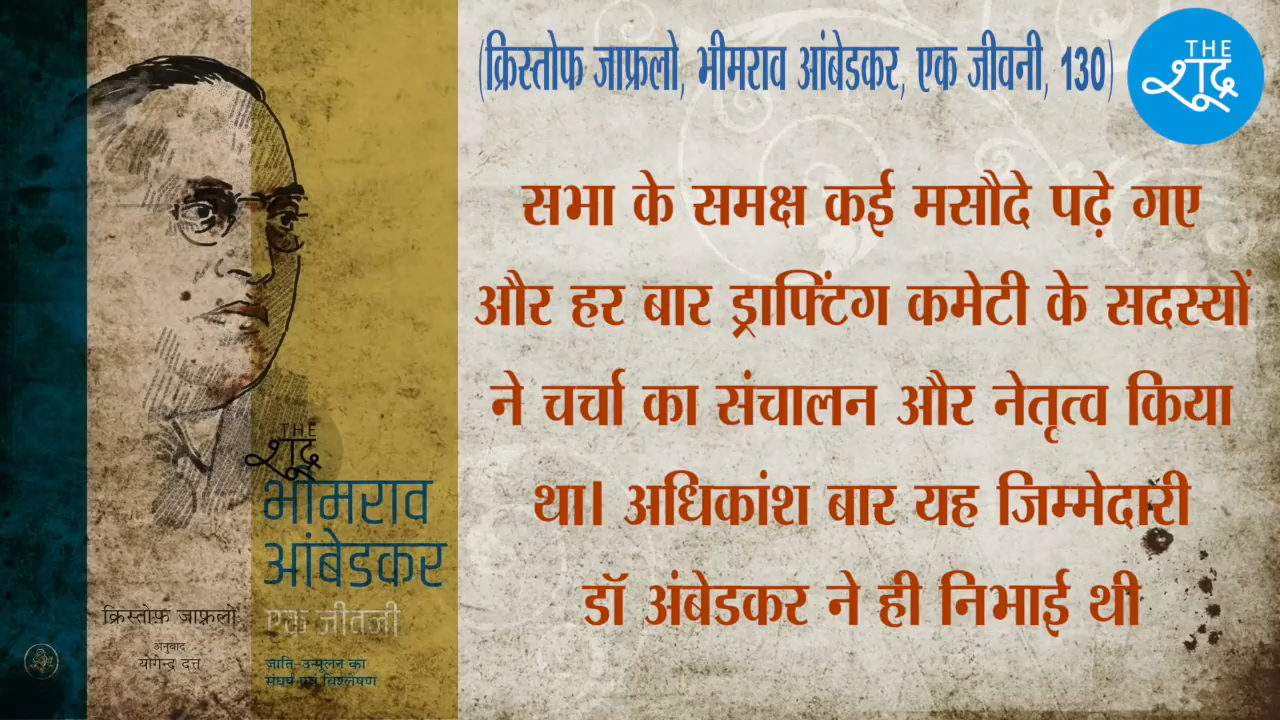 (क्रिस्तोफ जाफ्रलो, भीमराव आंबेडकर, एक जीवनी, 130)
THE
शूद्र
सभा के समक्ष कई मसौदे पढ़े गए
और हर बार ड्राफ्टिंग कमेटी के सदस्यों
ने चर्चा का संचालन और नेतृत्व किया
था। अधिकांश बार यह जिम्मेदारी
डॉ अंबेडकर ने ही निभाई थी
THE
शूद्र
भीमराव
आंबेडकर
एक जीवनी
जाति-उन्मूलन का
संघर्ष एवं विश्लेषण
क्रिस्तोफ़ जाफ़्रलो
अनुवाद
योगेन्द्र दत्त